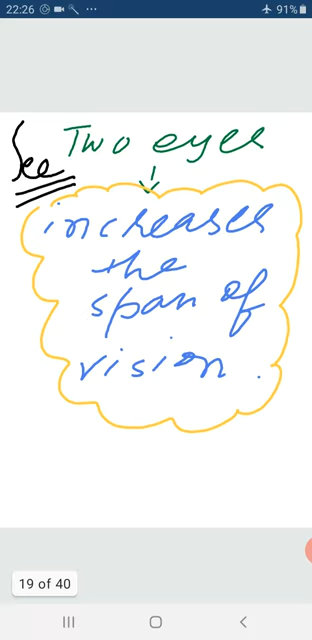 22:26 91%
See Two eyes
increases
the
span of
vision.
19 of 40